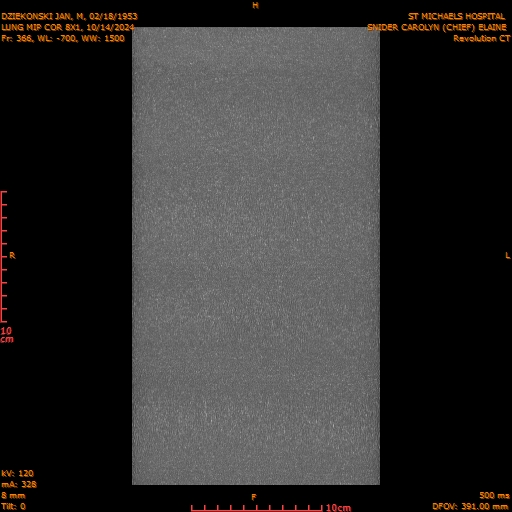 H
DZIEKONSKI JAN, M, 02/18/1953
LUNG MIP COR 8X1, 10/14/2024
Fr: 366, WL: -700, WW: 1500
ST MICHAELS HOSPITAL
SNIDER CAROLYN (CHIEF) ELAINE
Revolution CT
R
L
10
cm
kV: 120
mA: 328
8 mm
Tilt: 0
F
10cm
500 ms
DFOV: 391.00 mm